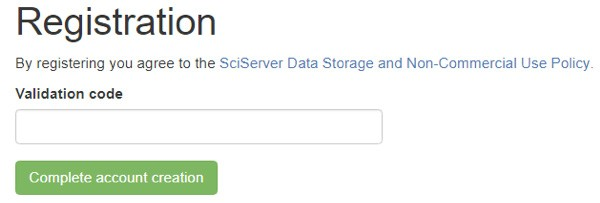 Registration
By registering you agree to the SciServer Data Storage and Non-Commercial Use Policy.
Validation code
Complete account creation